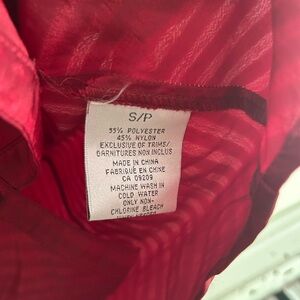 S/P
55% POLYESTER
45% NYLON
EXCLUSIVE OF TRIMS/
GARNITURES NON INCLUS
MADE IN CHINA
FABRIQUE EN CHINE
CA 09209
MACHINE WASH IN
COLD WATER
ONLY NON-
CHLORINE BLEACH